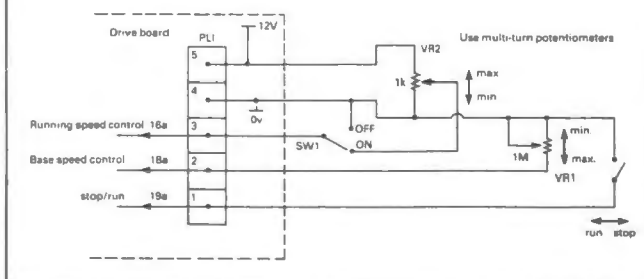 Drive board
PL1
12V
VR2
Use multi-turn potentiometers
5
1k
max
min
4
0v
OFF
Running speed control 16a
3
SW1
ON
min
Base speed control 18a
2
1M
max.
VR1
stop/run 19a
1
run stop